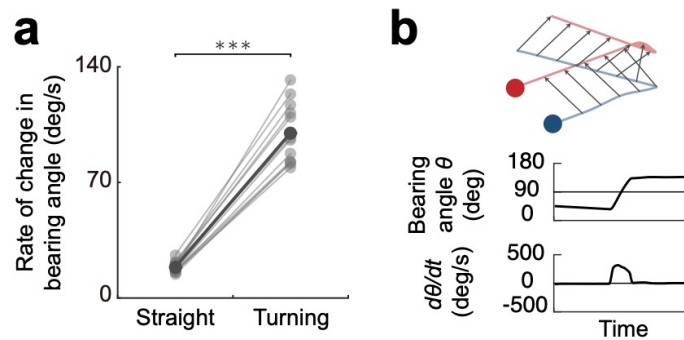 a
***
140
70
0
Rate of change in
bearing angle (deg/s)
Straight
Turning
b
180
90
0
Bearing
angle θ
(deg)
500
0
-500
dθ/dt
(deg/s)
Time